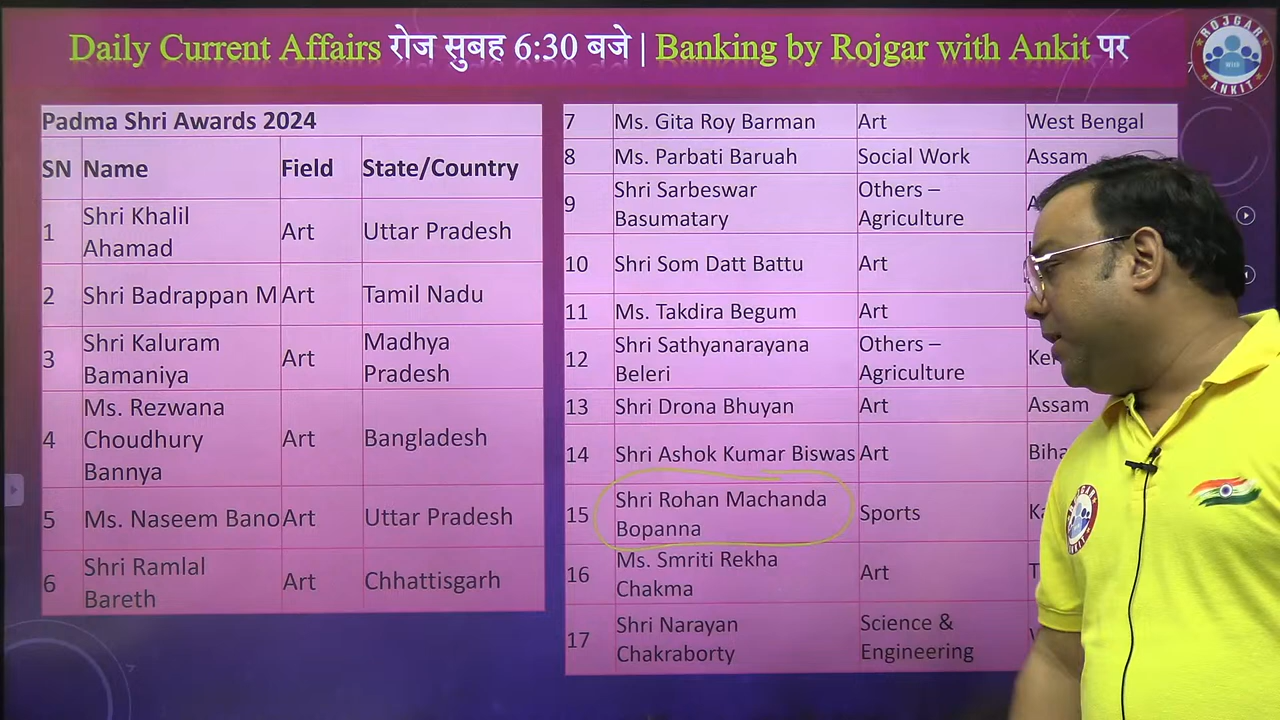 Daily Current Affairs रोज सुबह 6:30 बजे | Banking by Rojgar with Ankit पर
ROJGAR
WITH
ANKIT
Padma Shri Awards 2024
SN Name Field State/Country
1 Shri Khalil Ahamad Art Uttar Pradesh
2 Shri Badrappan M Art Tamil Nadu
3 Shri Kaluram Bamaniya Art Madhya Pradesh
4 Ms. Rezwana Choudhury Bannya Art Bangladesh
5 Ms. Naseem Bano Art Uttar Pradesh
6 Shri Ramlal Bareth Art Chhattisgarh
7 Ms. Gita Roy Barman Art West Bengal
8 Ms. Parbati Baruah Social Work Assam
9 Shri Sarbeswar Basumatary Others – Agriculture
10 Shri Som Datt Battu Art
11 Ms. Takdira Begum Art
12 Shri Sathyanarayana Beleri Others – Agriculture
13 Shri Drona Bhuyan Art Assam
14 Shri Ashok Kumar Biswas Art
15 Shri Rohan Machanda Bopanna Sports
16 Ms. Smriti Rekha Chakma Art
17 Shri Narayan Chakraborty Science & Engineering
ROJGAR
ANKIT